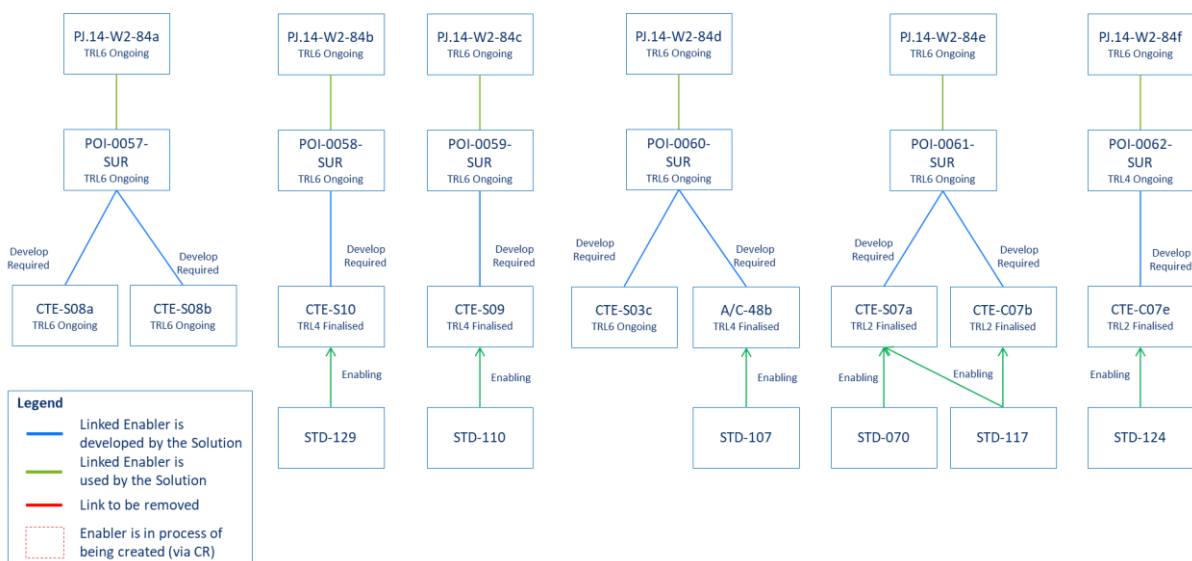 PJ.14-W2-84a
TRL6 Ongoing
PJ.14-W2-84b
TRL6 Ongoing
PJ.14-W2-84c
TRL6 Ongoing
PJ.14-W2-84d
TRL6 Ongoing
PJ.14-W2-84e
TRL6 Ongoing
PJ.14-W2-84f
TRL6 Ongoing
POI-0057-
SUR
TRL6 Ongoing
POI-0058-
SUR
TRL6 Ongoing
POI-0059-
SUR
TRL6 Ongoing
POI-0060-
SUR
TRL6 Ongoing
POI-0061-
SUR
TRL6 Ongoing
POI-0062-
SUR
TRL4 Ongoing
Develop
Required
Develop
Required
Develop
Required
Develop
Required
Develop
Required
Develop
Required
Develop
Required
Develop
Required
Develop
Required
CTE-S08a
TRL6 Ongoing
CTE-S08b
TRL6 Ongoing
CTE-S10
TRL4 Finalised
CTE-S09
TRL4 Finalised
CTE-S03c
TRL6 Ongoing
A/C-48b
TRL4 Finalised
CTE-S07a
TRL2 Finalised
CTE-C07b
TRL2 Finalised
CTE-C07e
TRL2 Finalised
Enabling
Enabling
Enabling
Enabling
Enabling
Enabling
STD-129
STD-110
STD-107
STD-070
STD-117
STD-124
Legend
Linked Enabler is
developed by the Solution
Linked Enabler is
used by the Solution
Link to be removed
Enabler is in process of
being created (via CR)